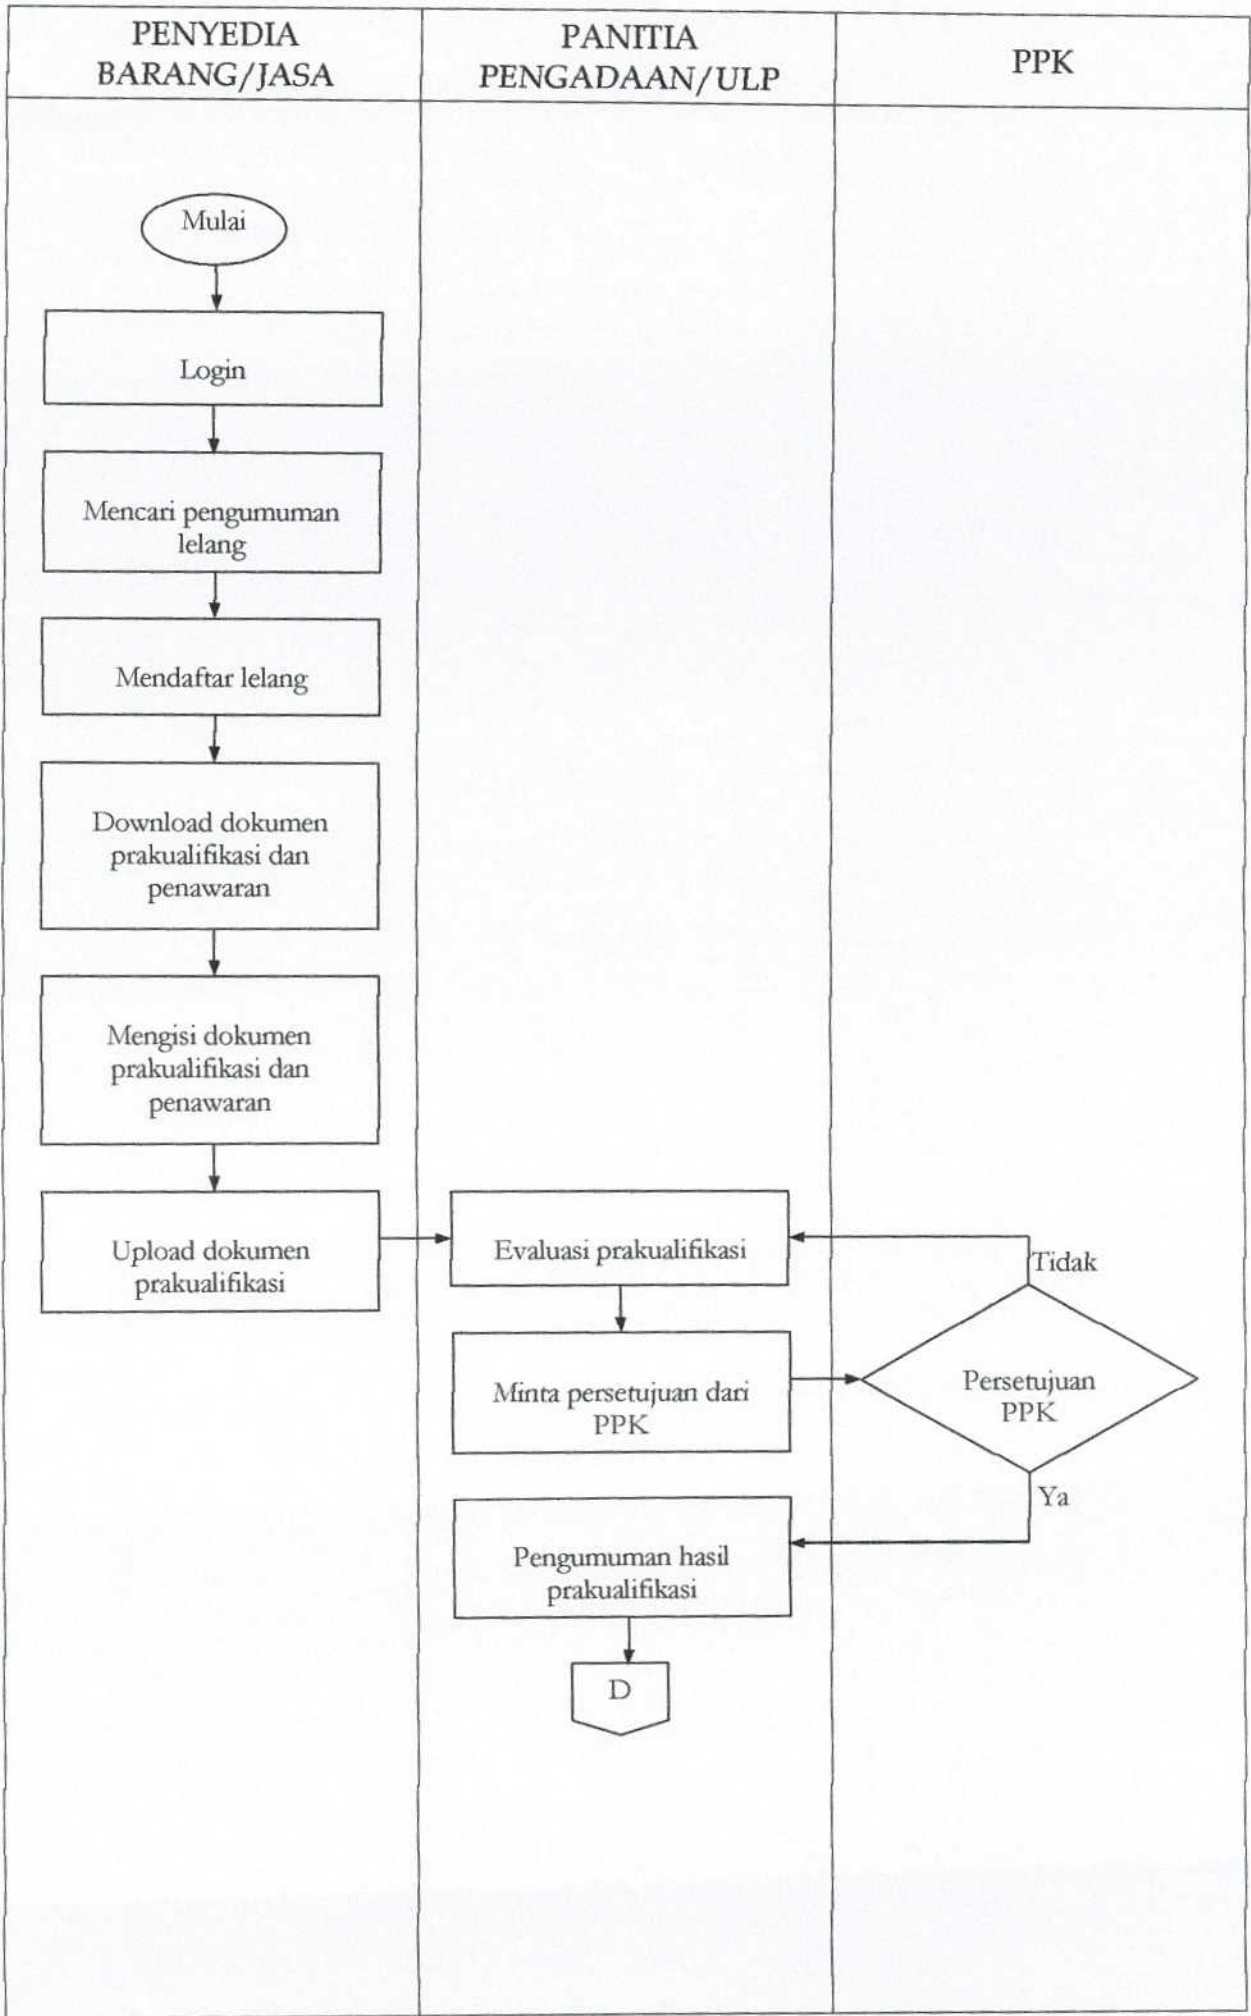 PENYEDIA
BARANG/JASA
PANITIA
PENGADAAN/ULP
PPK
Mulai
Login
Mencari pengumuman
lelang
Mendaftar lelang
Download dokumen
prakualifikasi dan
penawaran
Mengisi dokumen
prakualifikasi dan
penawaran
Upload dokumen
prakualifikasi
Evaluasi prakualifikasi
Tidak
Minta persetujuan dari
PPK
Persetujuan
PPK
Ya
Pengumuman hasil
prakualifikasi
D